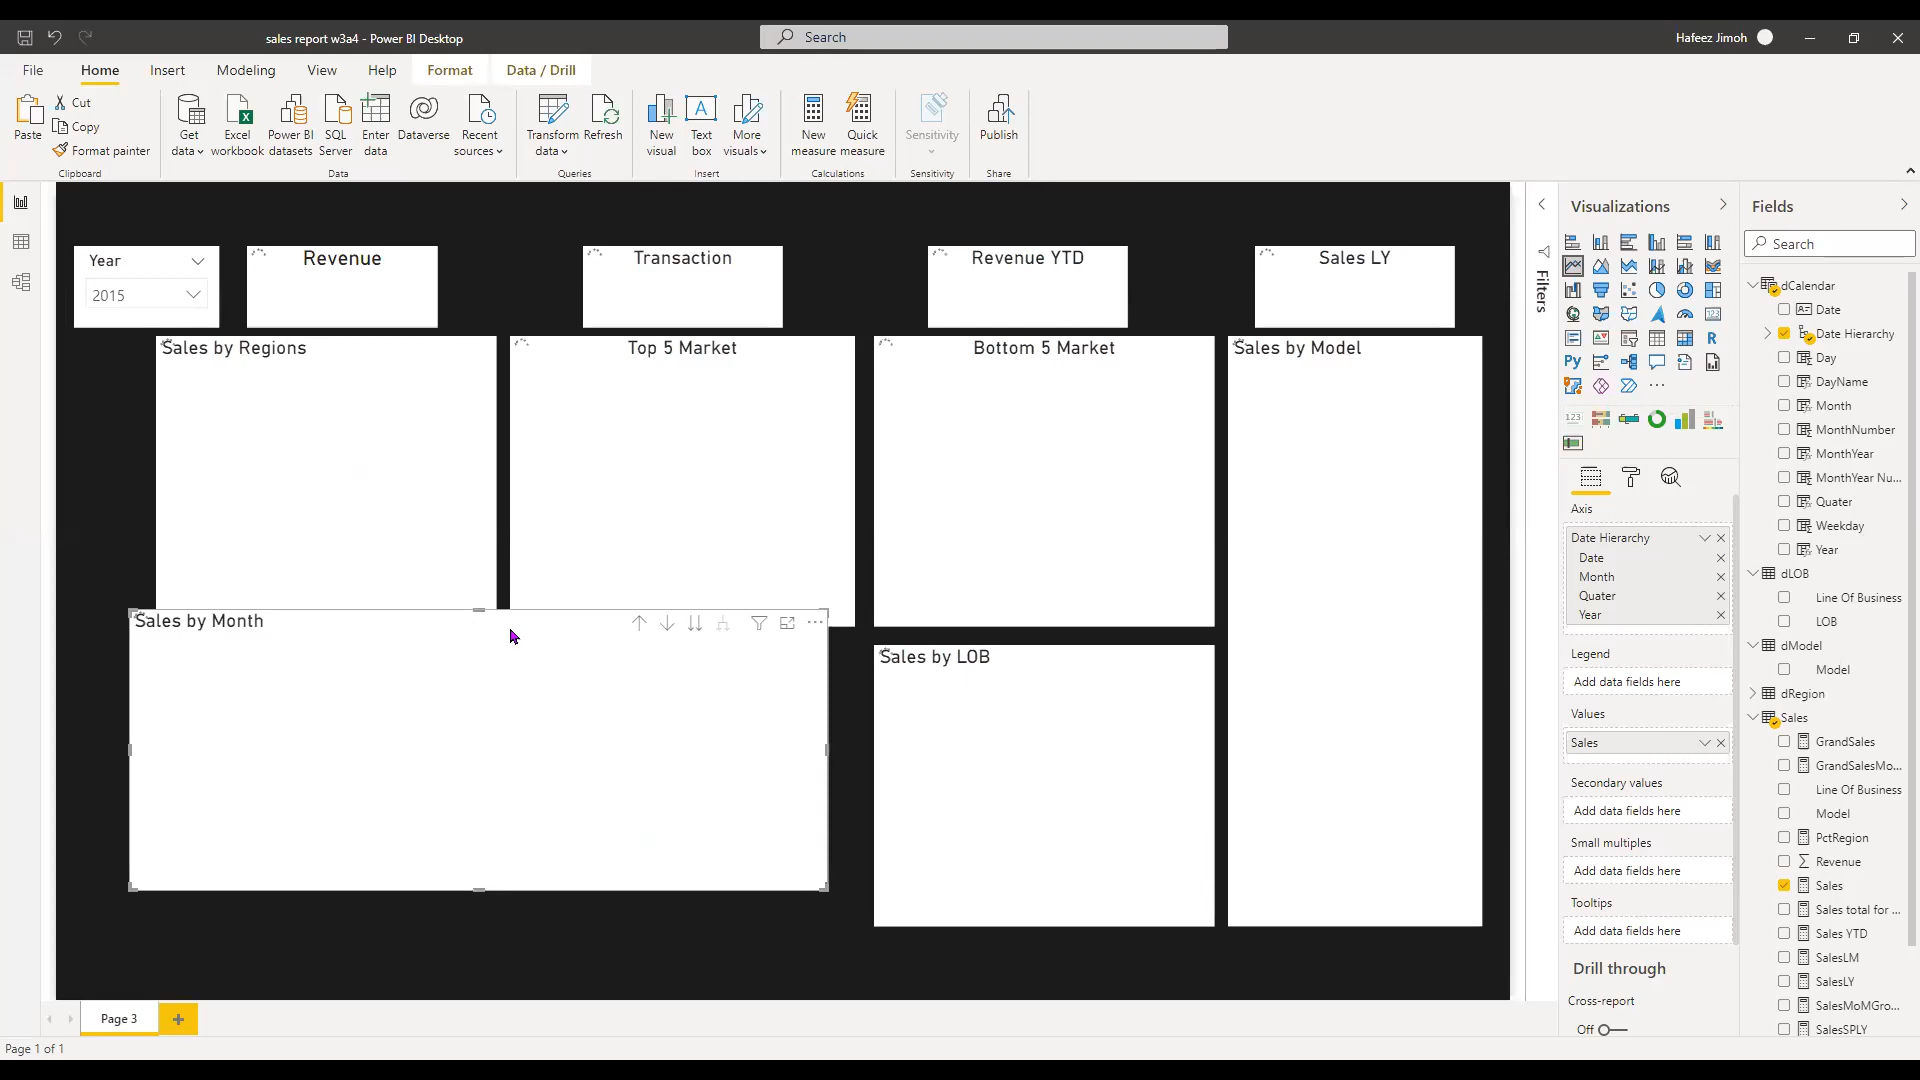 sales report w3a4 - Power BI Desktop
Search
Hafeez Jimoh
File
Home
Insert
Modeling
View
Help
Format
Data / Drill
Paste
Cut
Copy
Format painter
Clipboard
Get data
Excel workbook
Power BI datasets
SQL Server
Enter data
Dataverse
Recent sources
Data
Transform data
Refresh
Queries
New visual
Text box
More visuals
Insert
New measure
Quick measure
Calculations
Sensitivity
Sensitivity
Publish
Share
Year
2015
Revenue
Transaction
Revenue YTD
Sales LY
Sales by Regions
Top 5 Market
Bottom 5 Market
Sales by Model
Sales by Month
Sales by LOB
Filters
Visualizations
Axis
Date Hierarchy
Date
Month
Quater
Year
Legend
Add data fields here
Values
Sales
Secondary values
Add data fields here
Small multiples
Add data fields here
Tooltips
Add data fields here
Drill through
Cross-report
Off
Fields
Search
dCalendar
Date
Date Hierarchy
Day
DayName
Month
MonthNumber
MonthYear
MonthYear Nu...
Quater
Weekday
Year
dLOB
Line Of Business
LOB
dModel
Model
dRegion
Sales
GrandSales
GrandSalesMo...
Line Of Business
Model
PctRegion
Revenue
Sales
Sales total for ...
Sales YTD
SalesLM
SalesLY
SalesMoMGro...
SalesSPLY
Page 3
Page 1 of 1